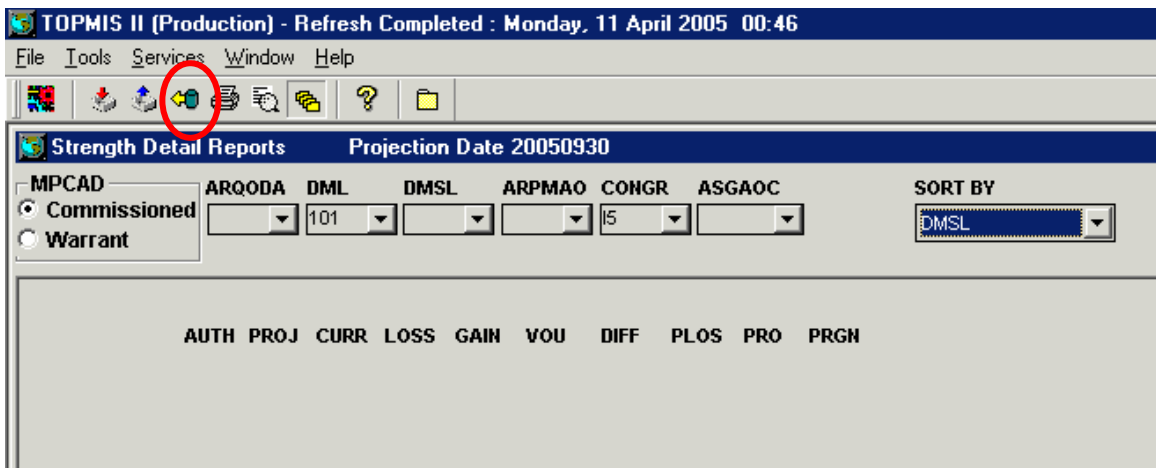 TOPMIS II (Production) - Refresh Completed : Monday, 11 April 2005 00:46
File Tools Services Window Help
Strength Detail Reports Projection Date 20050930
MPCAD ARQODA DML DMSL ARPMAO CONGR ASGAOC SORT BY
Commissioned 101 I5 DMSL
Warrant
AUTH PROJ CURR LOSS GAIN VOU DIFF PLOS PRO PRGN